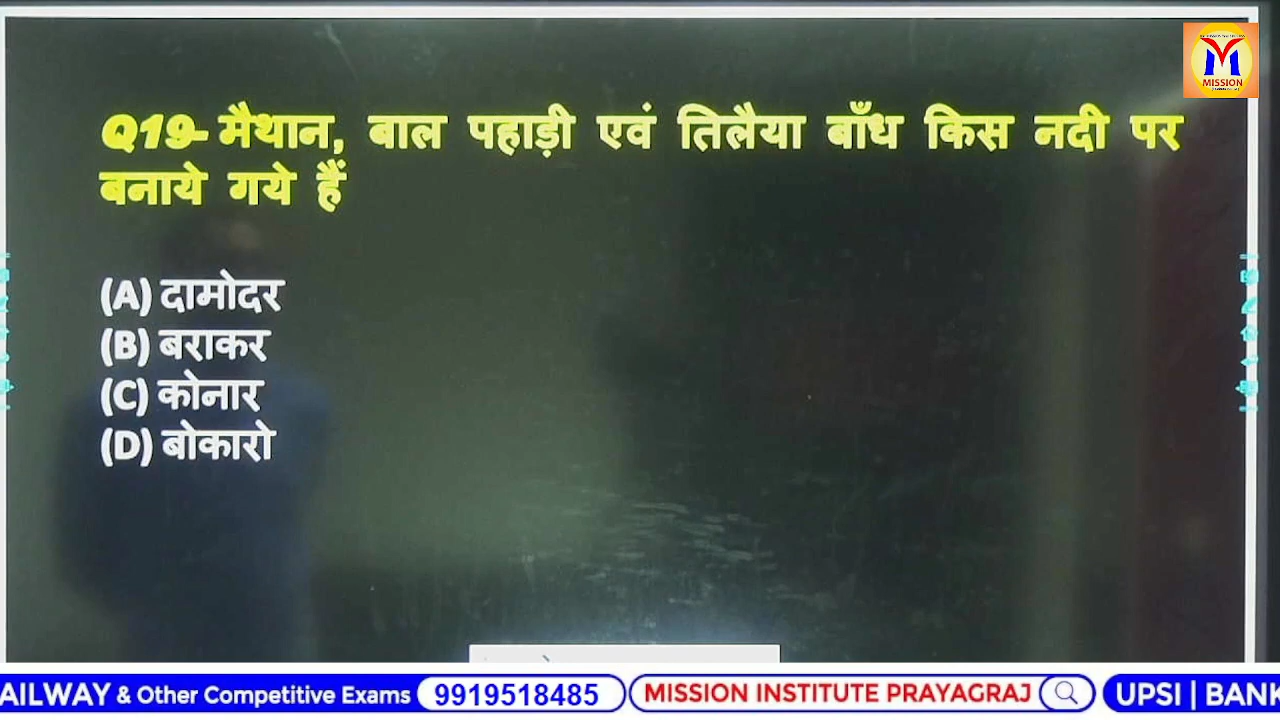 MISSION
Q19- मैथान, बाल पहाड़ी एवं तिलैया बाँध किस नदी पर
बनाये गये हैं
(A) दामोदर
(B) बराकर
(C) कोनार
(D) बोकारो
AILWAY & Other Competitive Exams 9919518485 MISSION INSTITUTE PRAYAGRAJ UPSI | BANK